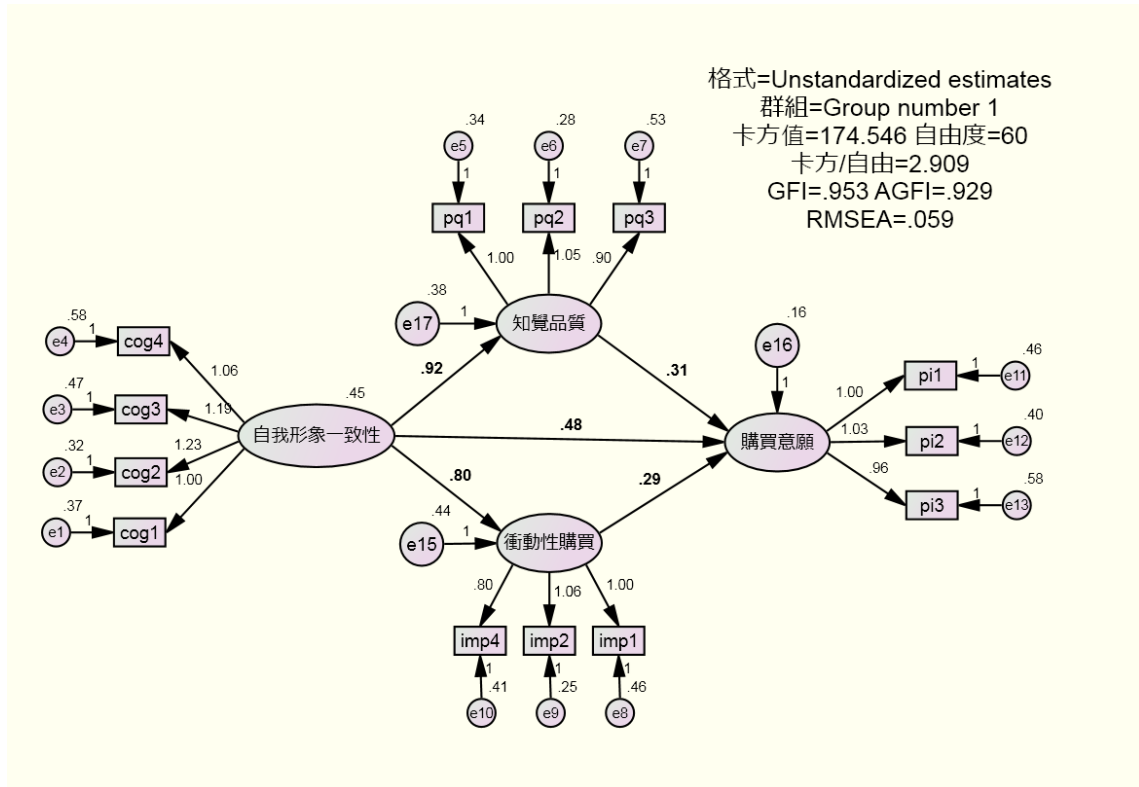 格式=Unstandardized estimates
群組=Group number 1
卡方值=174.546 自由度=60
卡方/自由=2.909
GFI=.953 AGFI=.929
RMSEA=.059
.34
.28
.53
e5
e6
e7
1
1
1
pq1
pq2
pq3
1.00
1.05
.90
.38
e17
1
知覺品質
.16
e16
1
.58
e4
1
cog4
1.06
.92
.31
.47
e3
1
cog3
1.19
.45
自我形象一致性
.48
購買意願
.32
e2
1
cog2
1.23
.37
e1
1
cog1
1.00
1.00
pi1
1
e11
.46
1.03
pi2
1
e12
.40
.96
pi3
1
e13
.58
.80
.29
.44
e15
1
衝動性購買
.80
1.06
1.00
imp4
imp2
imp1
1
1
1
.41
.25
.46
e10
e9
e8